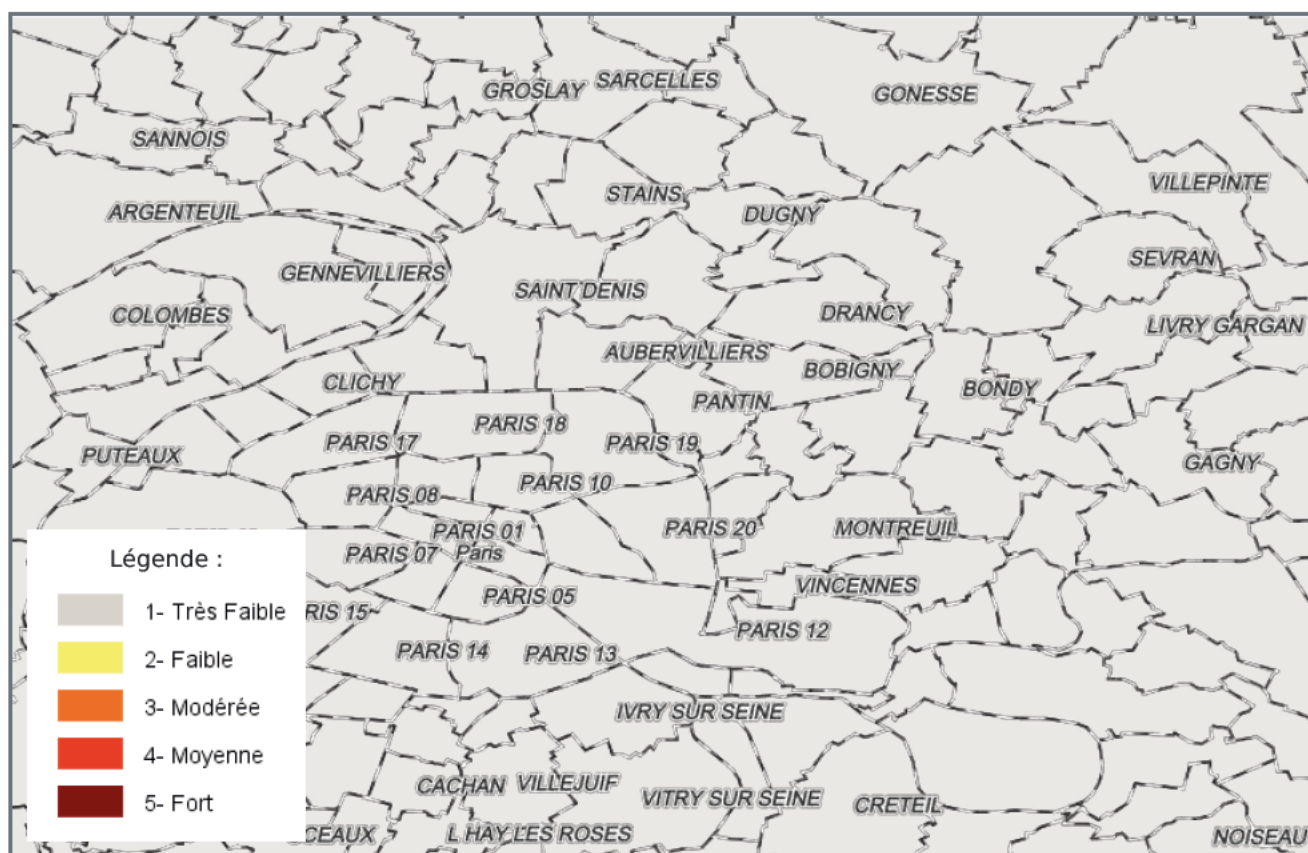 GROSLAY
SARCELLES
GONESSE
SANNOIS
STAINS
VILLEPINTE
ARGENTEUIL
DUGNY
GENNEVILLIERS
SEVRAN
SAINT DENIS
COLOMBES
DRANCY
LIVRY GARGAN
AUBERVILLIERS
CLICHY
BOBIGNY
BONDY
PANTIN
PARIS 18
PARIS 17
PARIS 19
PUTEAUX
GAGNY
PARIS 10
PARIS 08
PARIS 01
PARIS 20
MONTREUIL
PARIS 07
Paris
VINCENNES
PARIS 05
RIS 15
PARIS 12
PARIS 14
PARIS 13
IVRY SUR SEINE
CACHAN
VILLEJUIF
VITRY SUR SEINE
CRETEIL
CEAUX
L HAY LES ROSES
NOISEAU
Légende :
1- Très Faible
2- Faible
3- Modérée
4- Moyenne
5- Fort